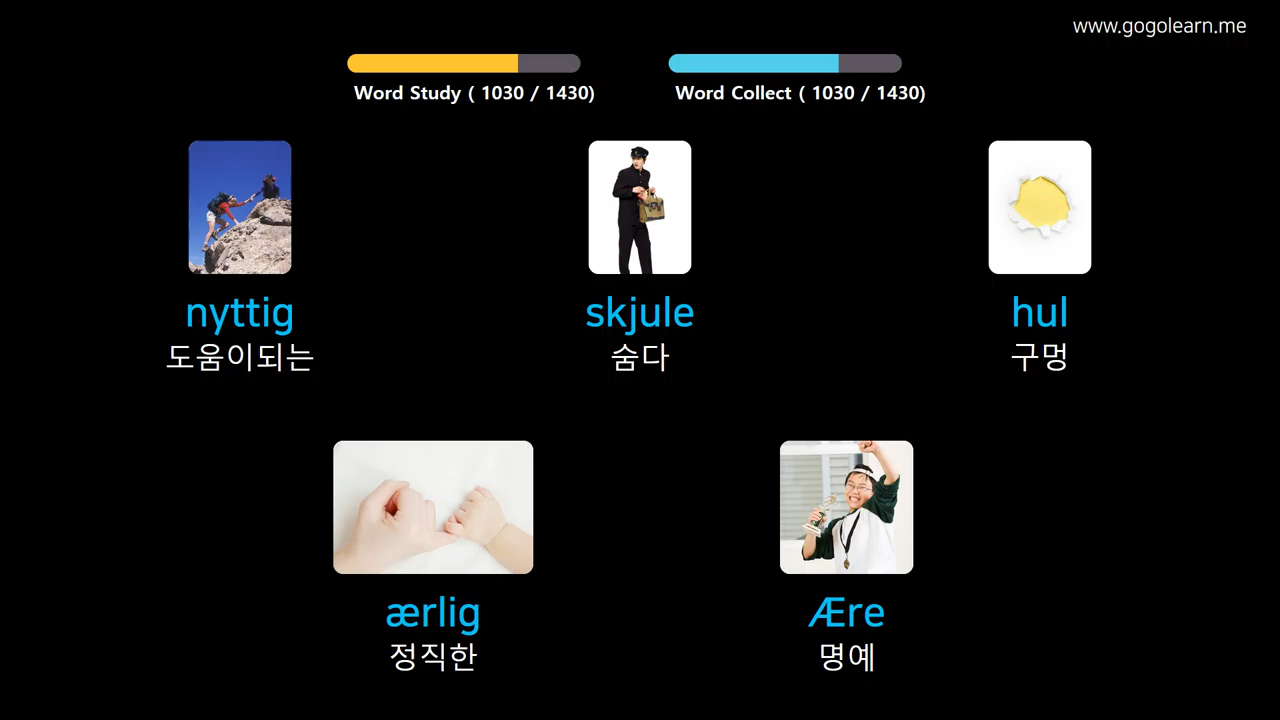 www.gogolearn.me
Word Study ( 1030 / 1430)
Word Collect ( 1030 / 1430)
nyttig
도움이되는
skjule
숨다
hul
구멍
ærlig
정직한
Ære
명예